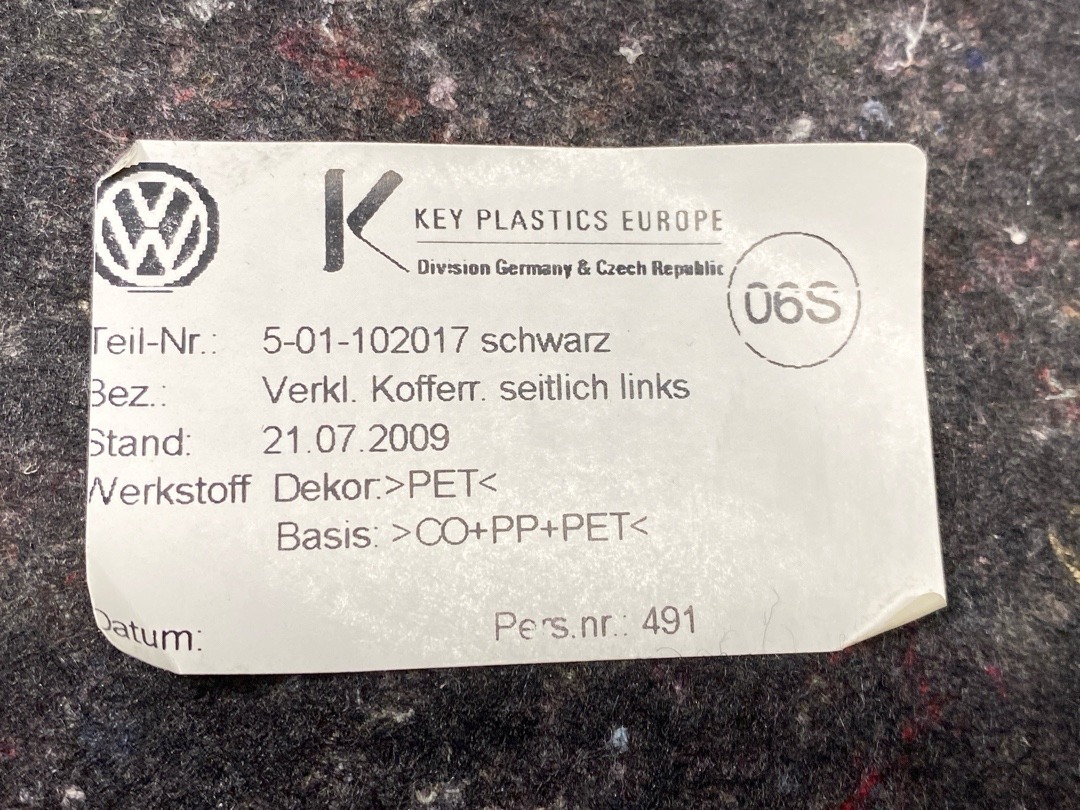 KEY PLASTICS EUROPE
Division Germany & Czech Republic
06S
Teil-Nr.: 5-01-102017 schwarz
Bez.: Verkl. Kofferr. seitlich links
Stand: 21.07.2009
Werkstoff Dekor:>PET<
Basis: >CO+PP+PET<
Datum: Pers.nr.: 491